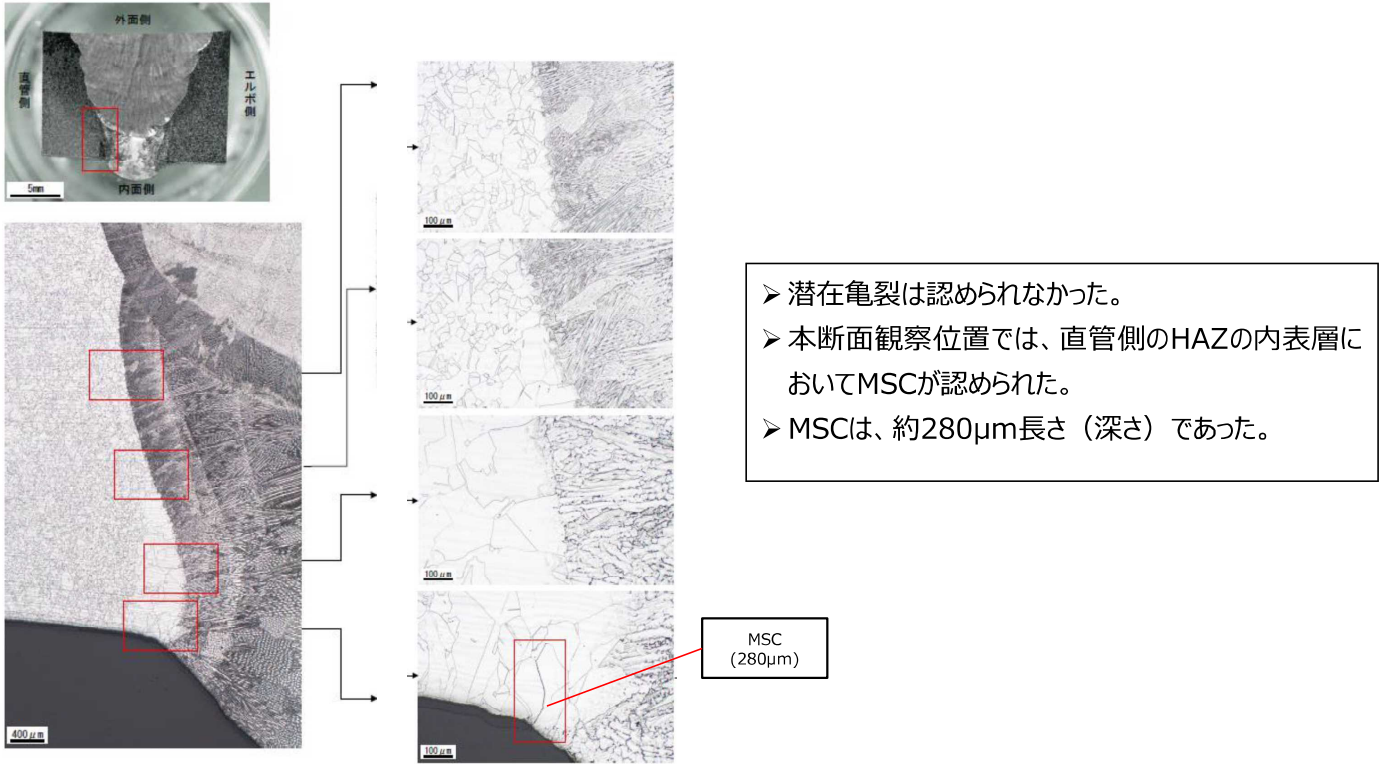 外面側
直管側
エルボ側
内面側
5mm
400μm
100μm
100μm
100μm
100μm
MSC
(280μm)
➢ 潜在亀裂は認められなかった。
➢ 本断面観察位置では、直管側のHAZの内表層に
おいてMSCが認められた。
➢ MSCは、約280μm長さ（深さ）であった。